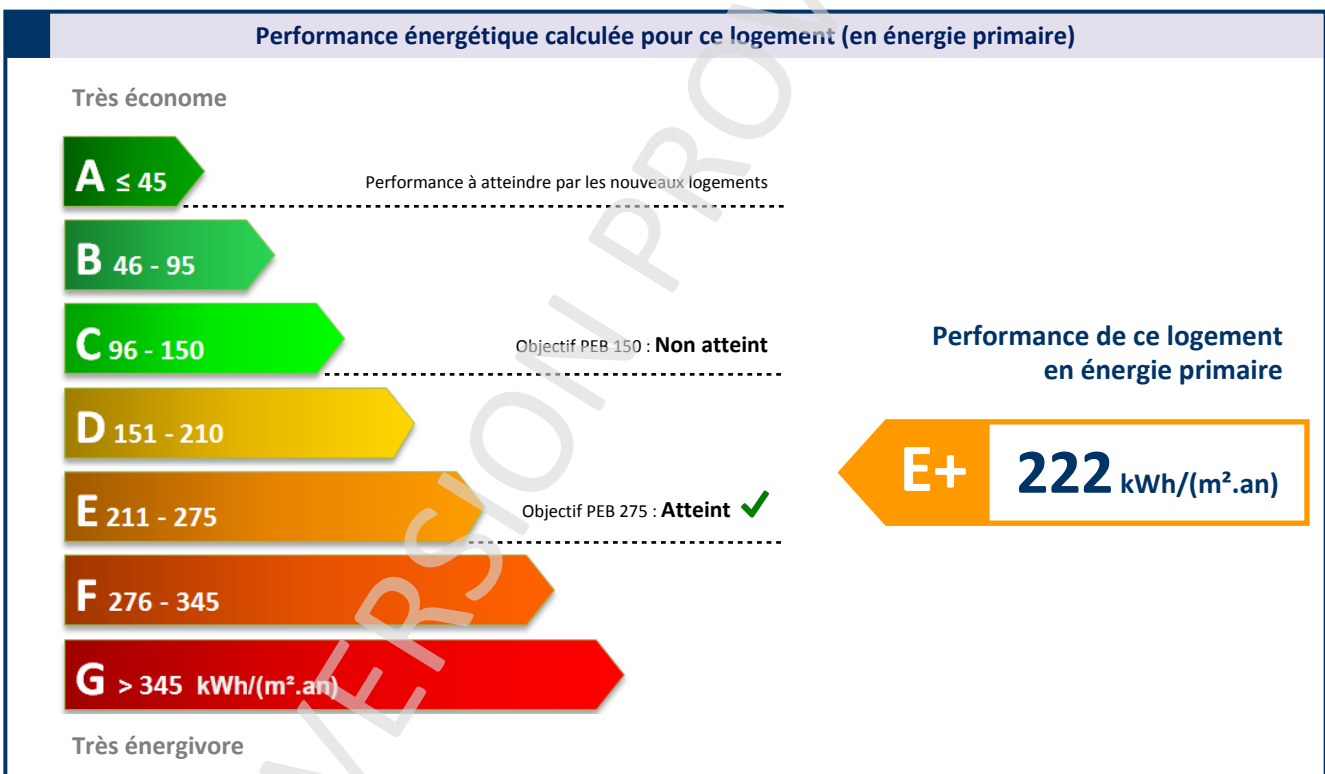 Performance énergétique calculée pour ce logement (en énergie primaire)
Très économe
A ≤ 45
Performance à atteindre par les nouveaux logements
B 46 - 95
C 96 - 150
Objectif PEB 150 : Non atteint
D 151 - 210
E 211 - 275
Objectif PEB 275 : Atteint ✓
F 276 - 345
G > 345 kWh/(m².an)
Très énergivore
Performance de ce logement
en énergie primaire
E+ 222 kWh/(m².an)
VERSION PROV